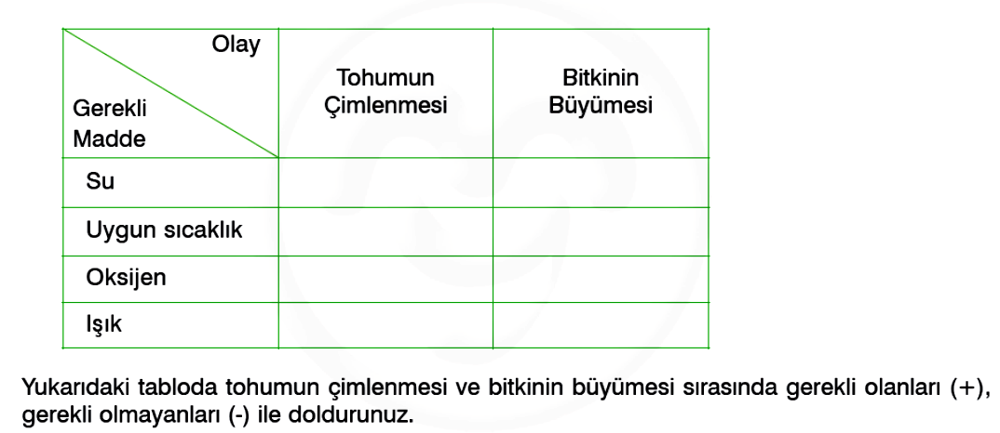 Olay
Gerekli
Madde
Tohumun
Çimlenmesi
Bitkinin
Büyümesi
Su
Uygun sıcaklık
Oksijen
Işık
Yukarıdaki tabloda tohumun çimlenmesi ve bitkinin büyümesi sırasında gerekli olanları (+),
gerekli olmayanları (-) ile doldurunuz.